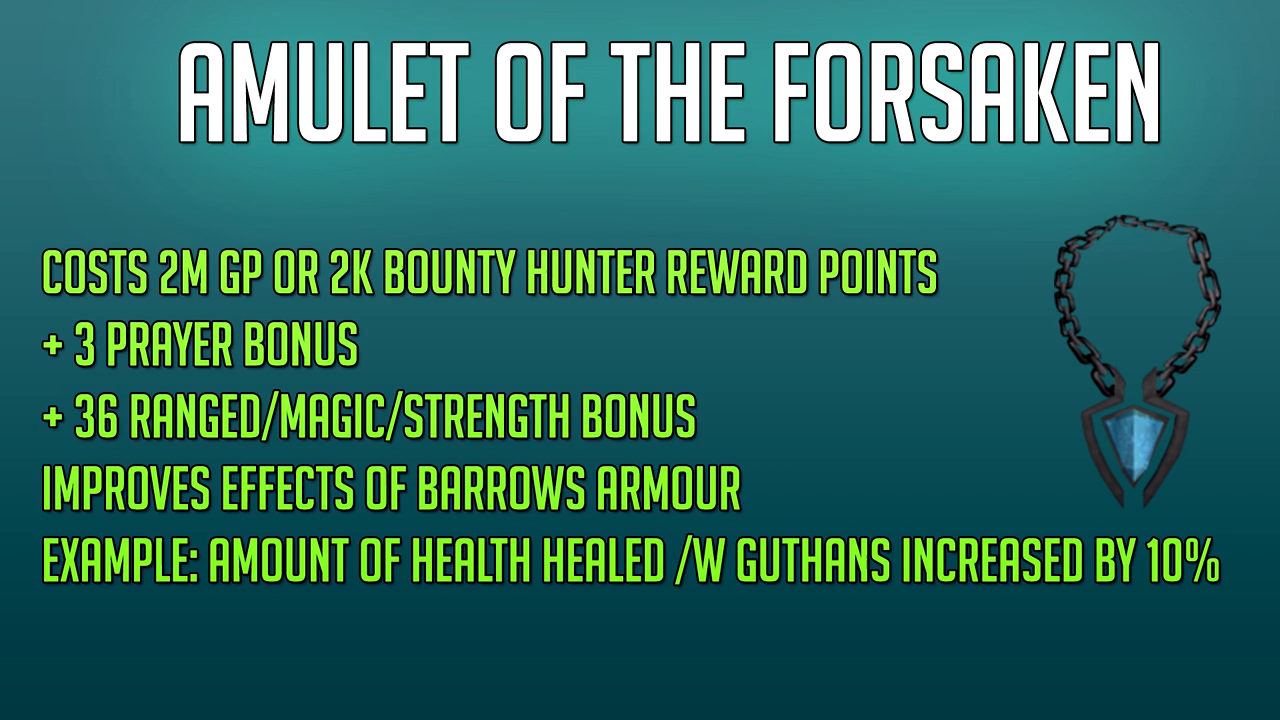 AMULET OF THE FORSAKEN
COSTS 2M GP OR 2K BOUNTY HUNTER REWARD POINTS
+ 3 PRAYER BONUS
+ 36 RANGED/MAGIC/STRENGTH BONUS
IMPROVES EFFECTS OF BARROWS ARMOUR
EXAMPLE: AMOUNT OF HEALTH HEALED /W GUTHANS INCREASED BY 10%